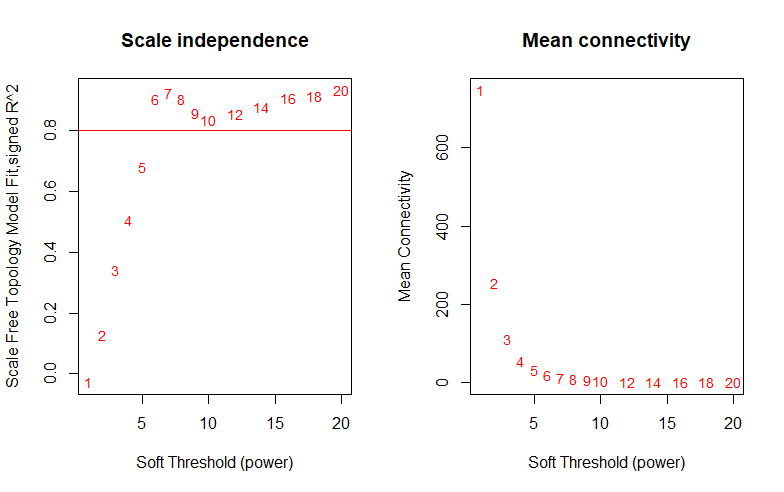 Scale independence
Scale Free Topology Model Fit,signed R^2
0.0 0.2 0.4 0.6 0.8
1 2 3 4 5 6 7 8 9 10 12 14 16 18 20
5 10 15 20
Soft Threshold (power)
Mean connectivity
Mean Connectivity
0 200 400 600
1 2 3 4 5 6 7 8 9 10 12 14 16 18 20
5 10 15 20
Soft Threshold (power)